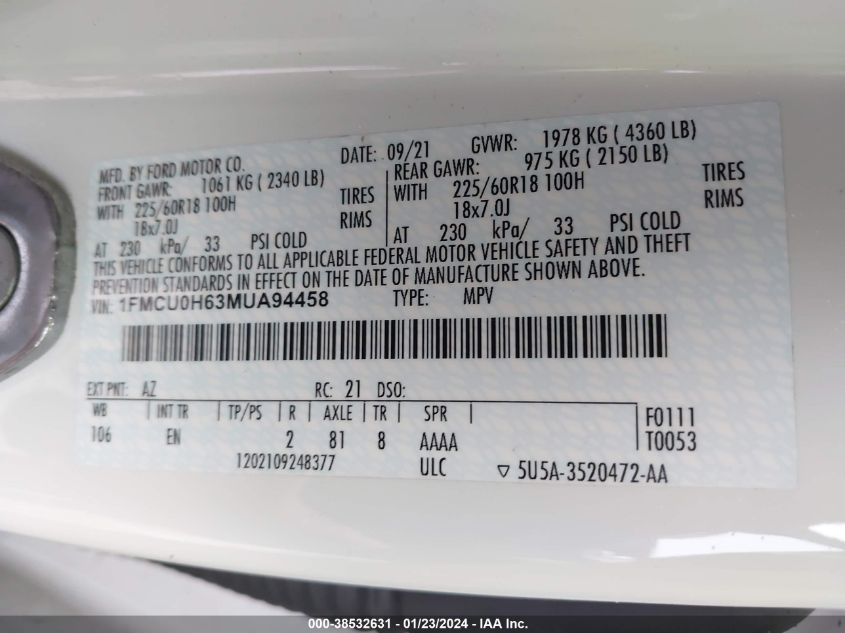 MFD. BY FORD MOTOR CO. DATE: 09/21 GVWR: 1978 KG ( 4360 LB)
FRONT GAWR: 1061 KG ( 2340 LB) REAR GAWR: 975 KG ( 2150 LB)
WITH 225/60R18 100H TIRES WITH 225/60R18 100H TIRES
18x7.0J RIMS 18x7.0J RIMS
AT 230 kPa/ 33 PSI COLD AT 230 kPa/ 33 PSI COLD
THIS VEHICLE CONFORMS TO ALL APPLICABLE FEDERAL MOTOR VEHICLE SAFETY AND THEFT
PREVENTION STANDARDS IN EFFECT ON THE DATE OF MANUFACTURE SHOWN ABOVE.
VIN: 1FMCU0H63MUA94458 TYPE: MPV
EXT PNT: AZ RC: 21 DSO:
WB INT TR TP/PS R AXLE TR SPR F0111
106 EN 2 81 8 AAAA T0053
1202109248377 ULC ▽ 5U5A-3520472-AA
000-38532631 - 01/23/2024 - IAA Inc.